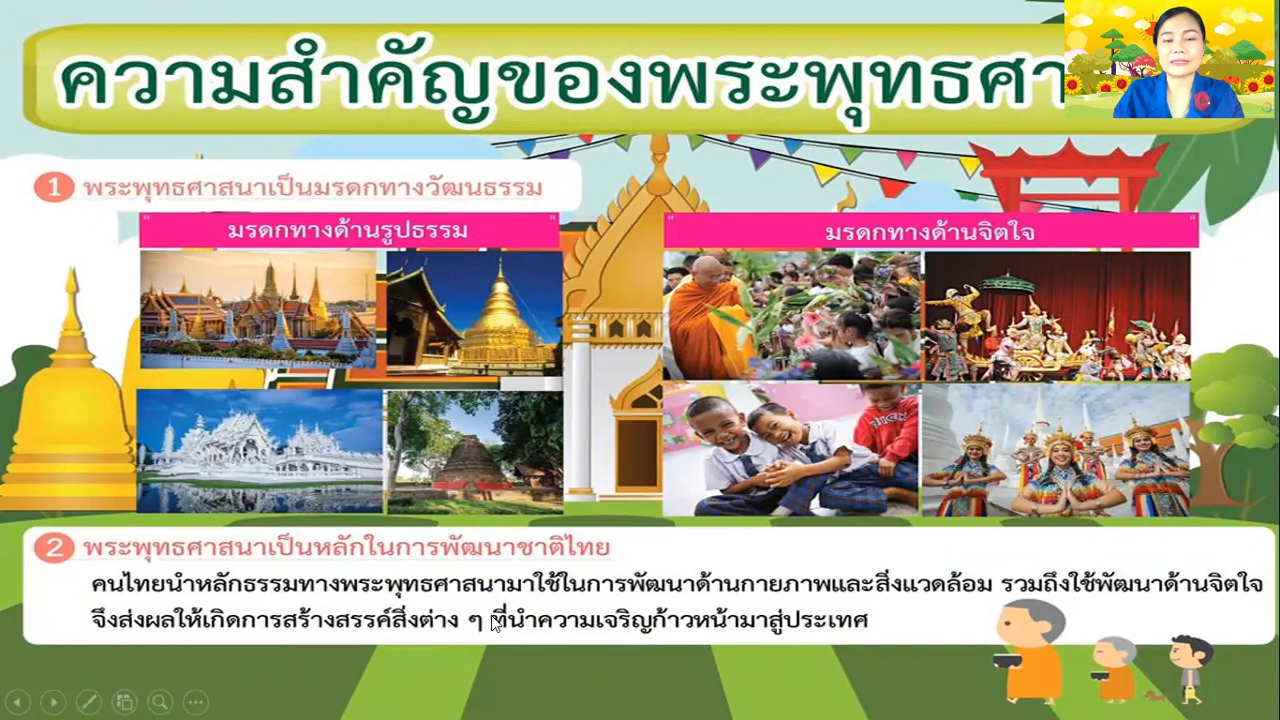 ความสำคัญของพระพุทธศา
1 พระพุทธศาสนาเป็นมรดกทางวัฒนธรรม
" มรดกทางด้านรูปธรรม "
" มรดกทางด้านจิตใจ "
2 พระพุทธศาสนาเป็นหลักในการพัฒนาชาติไทย
คนไทยนำหลักธรรมทางพระพุทธศาสนามาใช้ในการพัฒนาด้านกายภาพและสิ่งแวดล้อม รวมถึงใช้พัฒนาด้านจิตใจ
จึงส่งผลให้เกิดการสร้างสรรค์สิ่งต่าง ๆ ที่นำความเจริญก้าวหน้ามาสู่ประเทศ